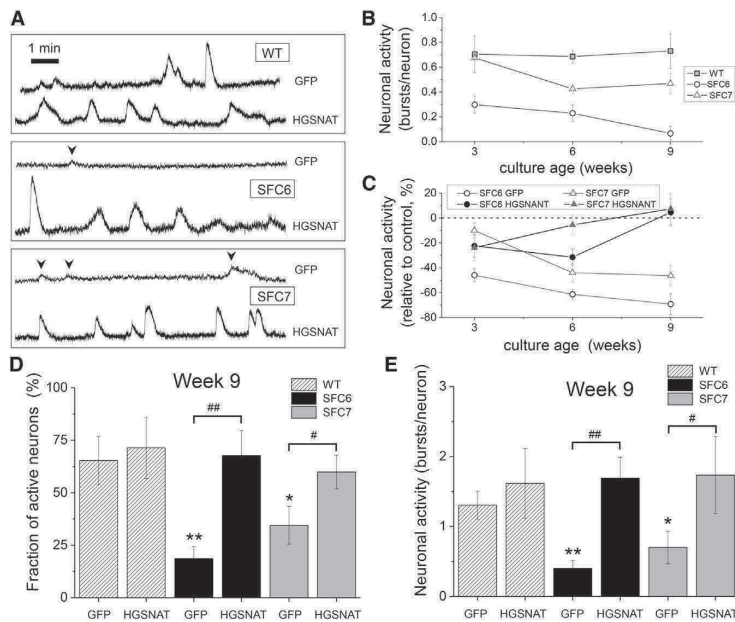 A
1 min
WT
GFP
HGSNAT
GFP
SFC6
HGSNAT
GFP
SFC7
HGSNAT
B
Neuronal activty
(bursts/neuron)
0.8
0.6
0.4
0.2
0.0
3 6 9
culture age (weeks)
WT
SFC6
SFC7
C
Neuronal activty
(relative to control, %)
SFC6 GFP SFC7 GFP
SFC6 HGSNANT SFC7 HGSNANT
20
0
-20
-40
-60
-80
3 6 9
culture age (weeks)
D
Week 9
WT
SFC6
SFC7
Fraction of active neurons (%)
100
75
50
25
0
##
#
**
*
GFP HGSNAT GFP HGSNAT GFP HGSNAT
E
Week 9
WT
SFC6
SFC7
Neuronal activity (bursts/neuron)
3
2
1
0
##
#
**
*
GFP HGSNAT GFP HGSNAT GFP HGSNAT